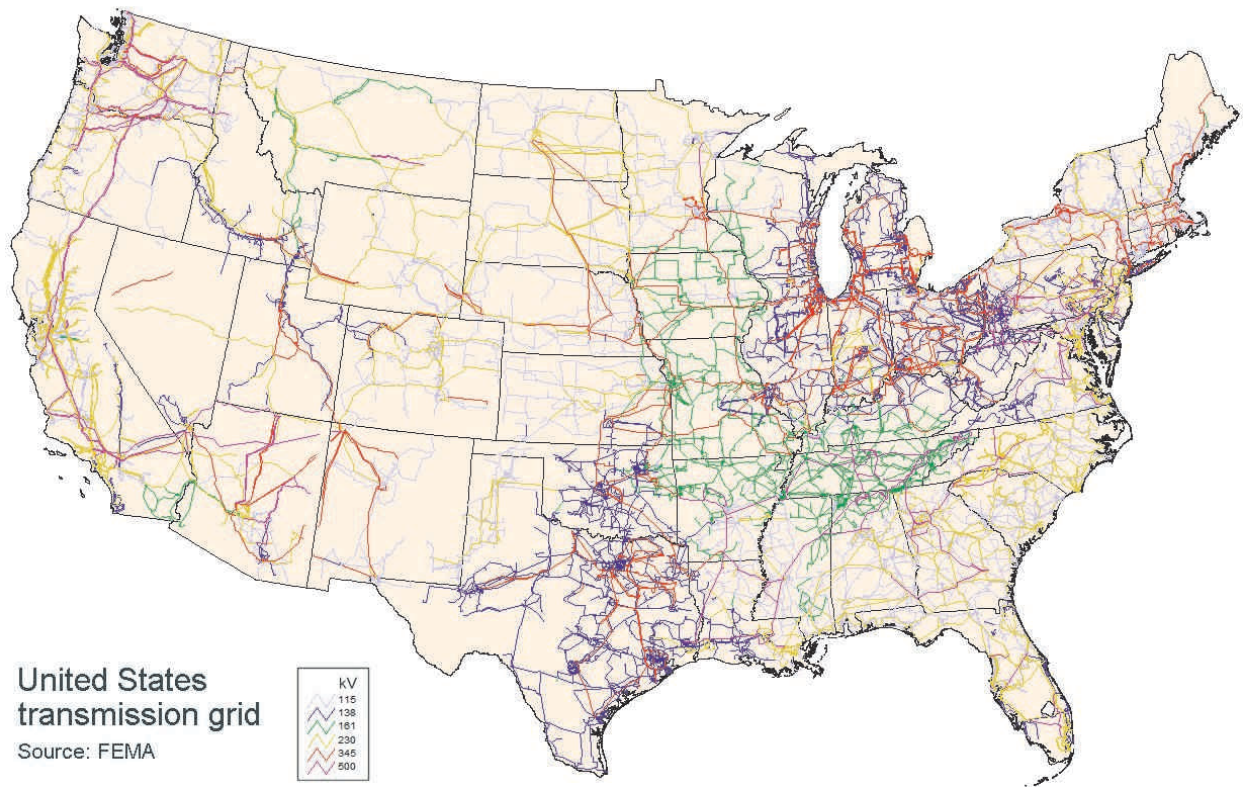 United States
transmission grid
Source: FEMA
kV
115
138
161
230
345
500